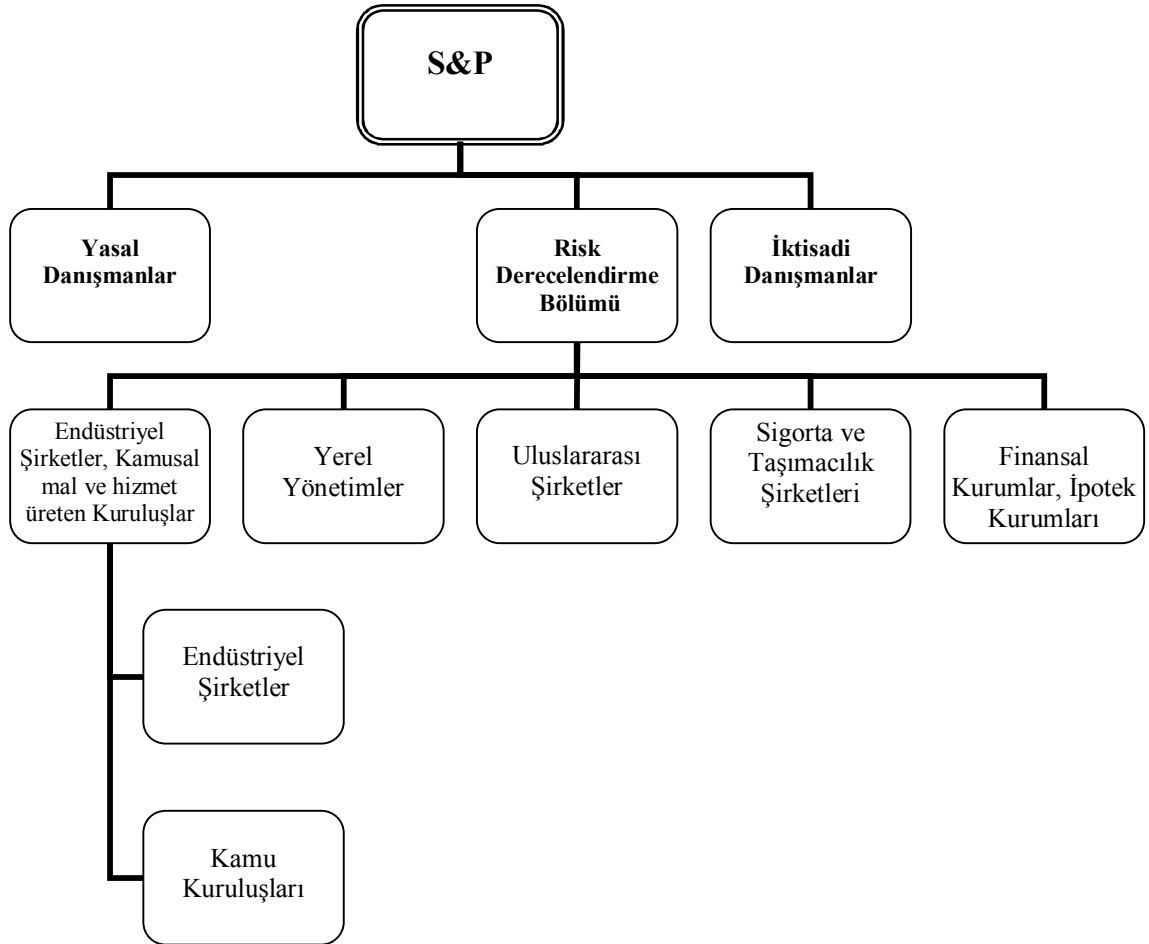 S&P
Yasal
Danışmanlar
Risk
Derecelendirme
Bölümü
İktisadi
Danışmanlar
Endüstriyel
Şirketler, Kamusal
mal ve hizmet
üreten Kuruluşlar
Yerel
Yönetimler
Uluslararası
Şirketler
Sigorta ve
Taşımacılık
Şirketleri
Finansal
Kurumlar, İpotek
Kurumları
Endüstriyel
Şirketler
Kamu
Kuruluşları